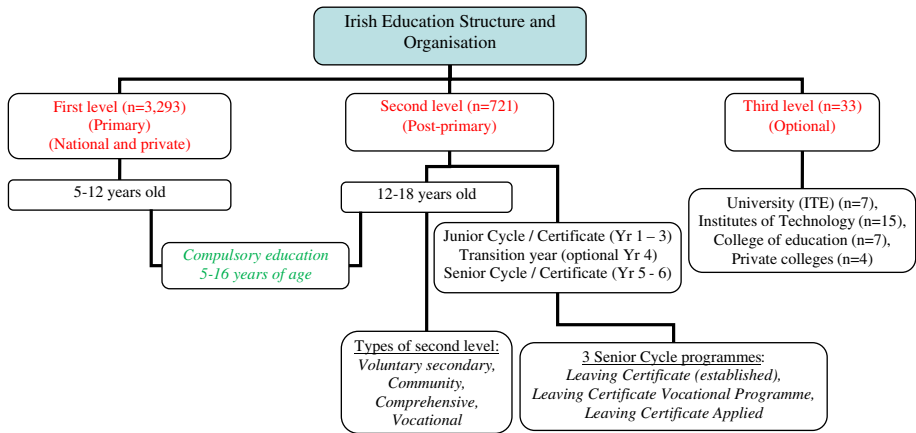 Irish Education Structure and
Organisation
First level (n=3,293)
(Primary)
(National and private)
Second level (n=721)
(Post-primary)
Third level (n=33)
(Optional)
5-12 years old
12-18 years old
Compulsory education
5-16 years of age
Junior Cycle / Certificate (Yr 1 – 3)
Transition year (optional Yr 4)
Senior Cycle / Certificate (Yr 5 - 6)
University (ITE) (n=7),
Institutes of Technology (n=15),
College of education (n=7),
Private colleges (n=4)
Types of second level:
Voluntary secondary,
Community,
Comprehensive,
Vocational
3 Senior Cycle programmes:
Leaving Certificate (established),
Leaving Certificate Vocational Programme,
Leaving Certificate Applied